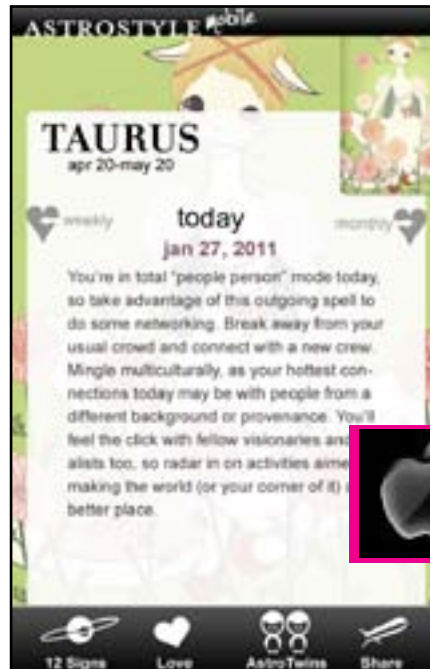 ASTROSTYLE mobile
TAURUS
apr 20-may 20
weekly today monthly
jan 27, 2011
You're in total "people person" mode today,
so take advantage of this outgoing spell to
do some networking. Break away from your
usual crowd and connect with a new crew.
Mingle multiculturally, as your hottest con-
nections today may be with people from a
different background or provenance. You'll
feel the click with fellow visionaries and
alists too, so radar in on activities
making the world (or your corner of it)
better place.
12 Signs Love AstroTwins Share